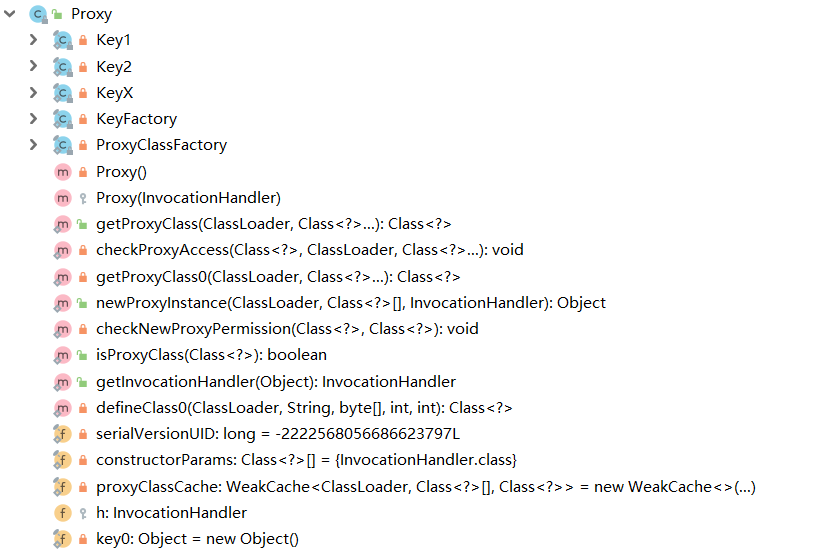 Proxy
Key1
Key2
KeyX
KeyFactory
ProxyClassFactory
Proxy()
Proxy(InvocationHandler)
getProxyClass(ClassLoader, Class<?>...): Class<?>
checkProxyAccess(Class<?>, ClassLoader, Class<?>...): void
getProxyClass0(ClassLoader, Class<?>...): Class<?>
newProxyInstance(ClassLoader, Class<?>[], InvocationHandler): Object
checkNewProxyPermission(Class<?>, Class<?>): void
isProxyClass(Class<?>): boolean
getInvocationHandler(Object): InvocationHandler
defineClass0(ClassLoader, String, byte[], int, int): Class<?>
serialVersionUID: long = -2222568056686623797L
constructorParams: Class<?>[] = {InvocationHandler.class}
proxyClassCache: WeakCache<ClassLoader, Class<?>[], Class<?>> = new WeakCache<>(...)
h: InvocationHandler
key0: Object = new Object()